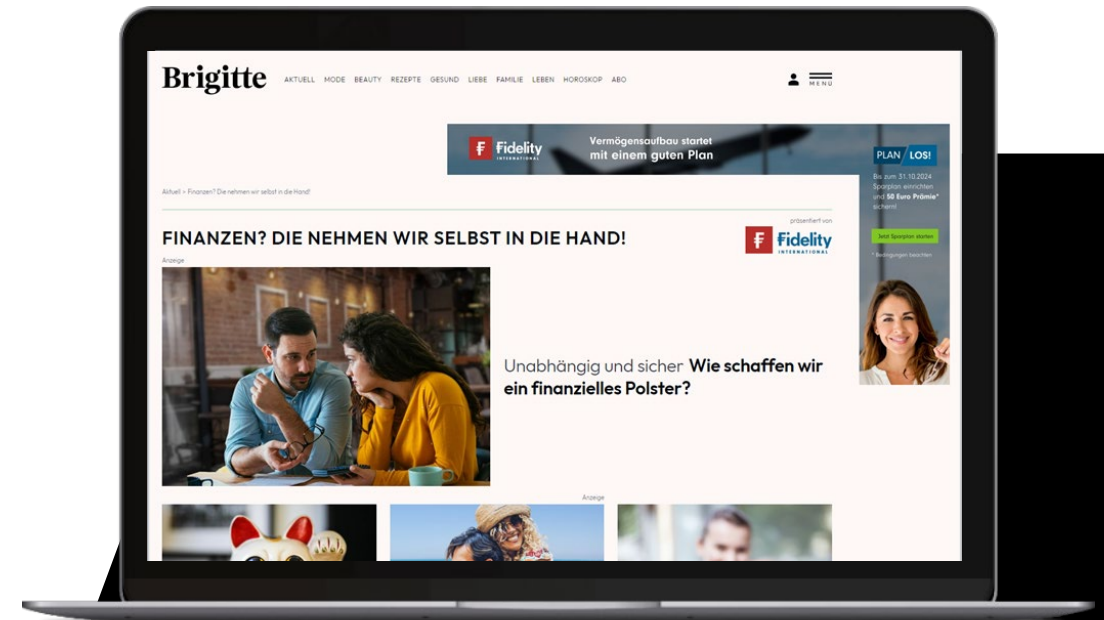 Brigitte
AKTUELL MODE BEAUTY REZEPTE GESUND LIEBE FAMILIE LEBEN HOROSKOP ABO
MENÜ
Fidelity
INTERNATIONAL
Vermögensaufbau startet
mit einem guten Plan
PLAN LOS!
Bis zum 31.10.2024
Sparplan einrichten
und 50 Euro Prämie*
sichern!
Jetzt Sparplan starten
* Bedingungen beachten
Aktuell » Finanzen? Die nehmen wir selbst in die Hand!
präsentiert von
FINANZEN? DIE NEHMEN WIR SELBST IN DIE HAND!
Fidelity
INTERNATIONAL
Anzeige
Unabhängig und sicher Wie schaffen wir
ein finanzielles Polster?
Anzeige